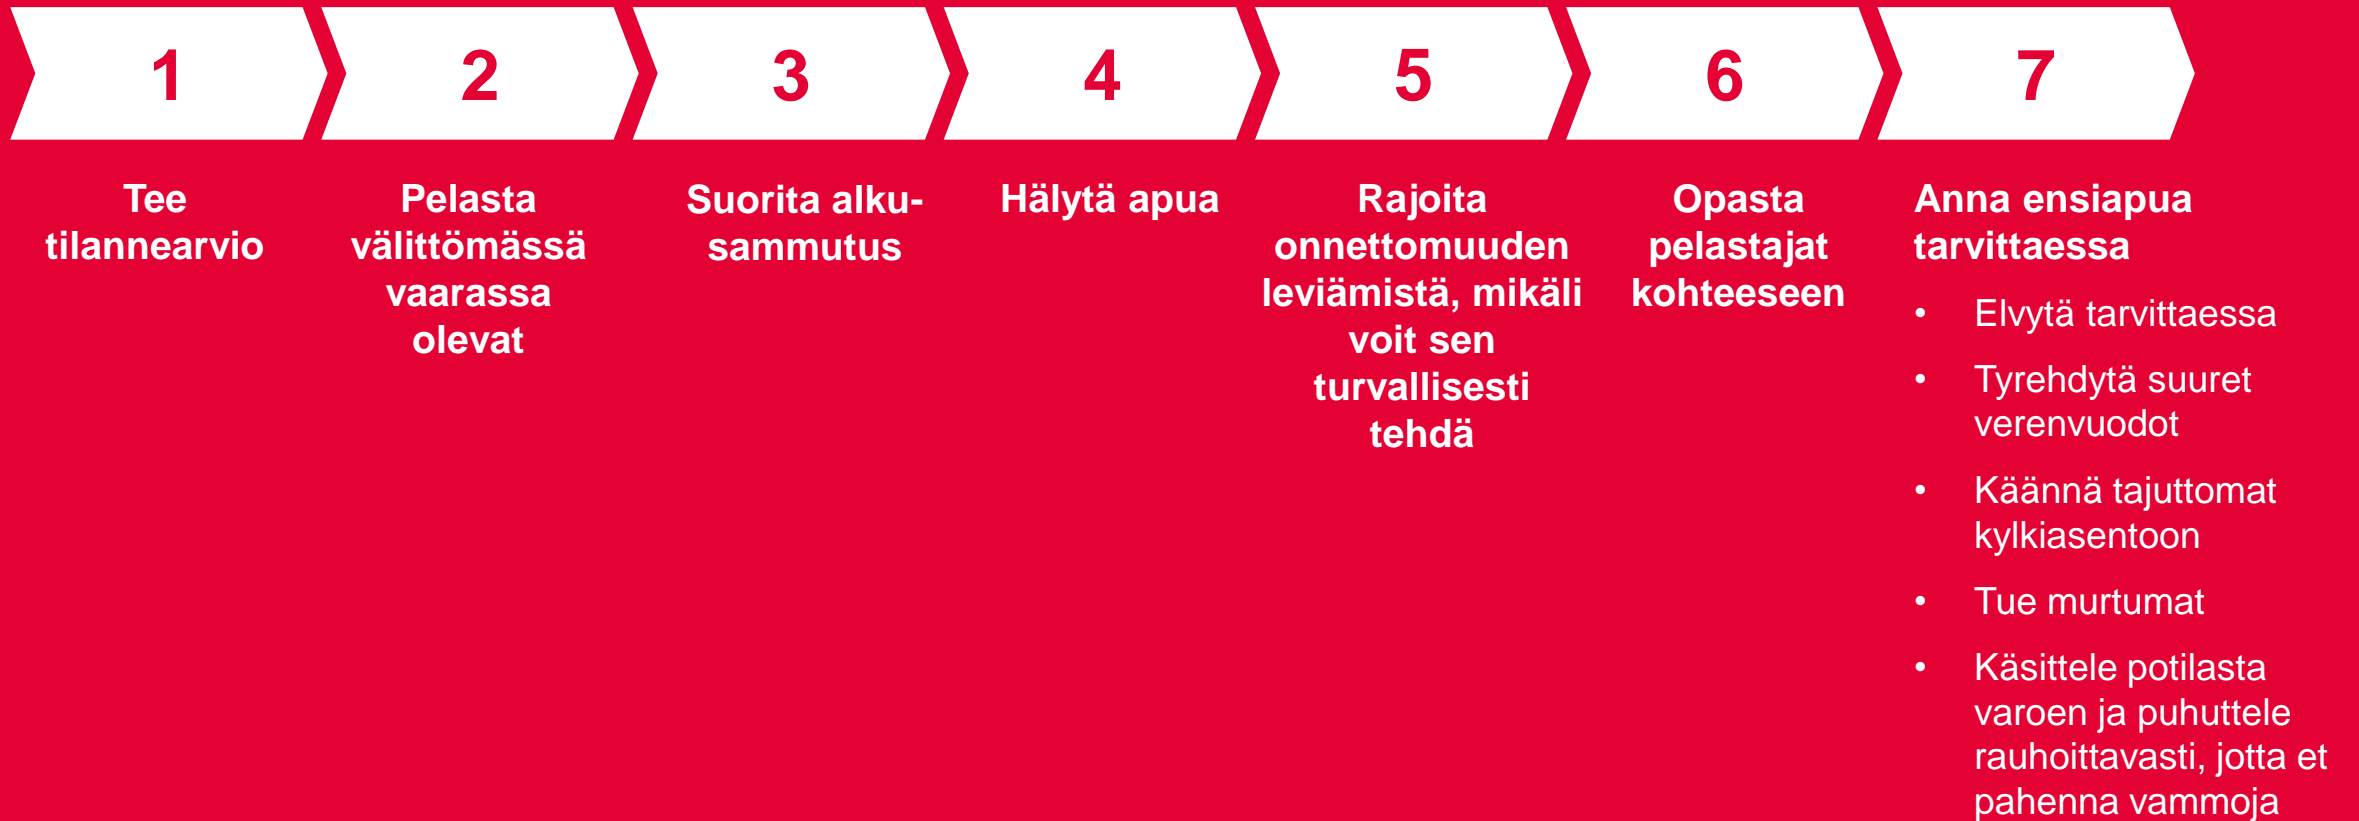 1
Tee
tilannearvio
2
Pelasta
välittömässä
vaarassa
olevat
3
Suorita alku-
sammutus
4
Hälytä apua
5
Rajoita
onnettomuuden
leviämistä, mikäli
voit sen
turvallisesti
tehdä
6
Opasta
pelastajat
kohteeseen
7
Anna ensiapua
tarvittaessa
• Elvytä tarvittaessa
• Tyrehdytä suuret
verenvuodot
• Käännä tajuttomat
kylkiasentoon
• Tue murtumat
• Käsittele potilasta
varoen ja puhuttele
rauhoittavasti, jotta et
pahenna vammoja